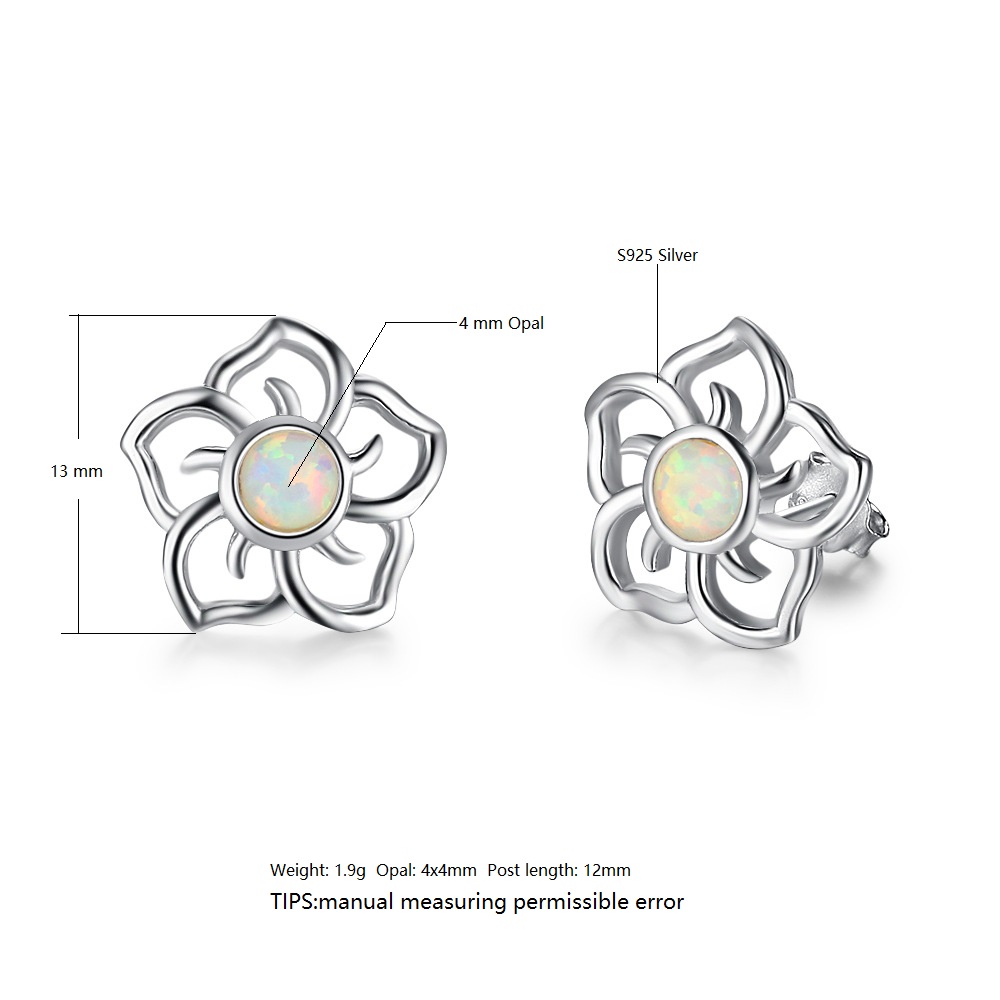 S925 Silver
4 mm Opal
13 mm
Weight: 1.9g  Opal: 4x4mm  Post length: 12mm
TIPS:manual measuring permissible error